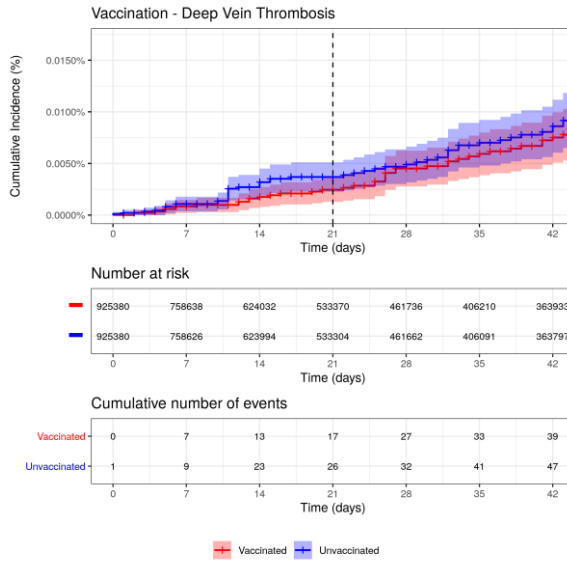 Vaccination - Deep Vein Thrombosis
Cumulative Incidence (%)
0.0150%
0.0100%
0.0050%
0.0000%
0 7 14 21 28 35 42
Time (days)
Number at risk
925380 758638 624032 533370 461736 406210 363933
925380 758626 623994 533304 461662 406091 363797
0 7 14 21 28 35 42
Time (days)
Cumulative number of events
Vaccinated 0 7 13 17 27 33 39
Unvaccinated 1 9 23 26 32 41 47
0 7 14 21 28 35 42
Time (days)
Vaccinated Unvaccinated